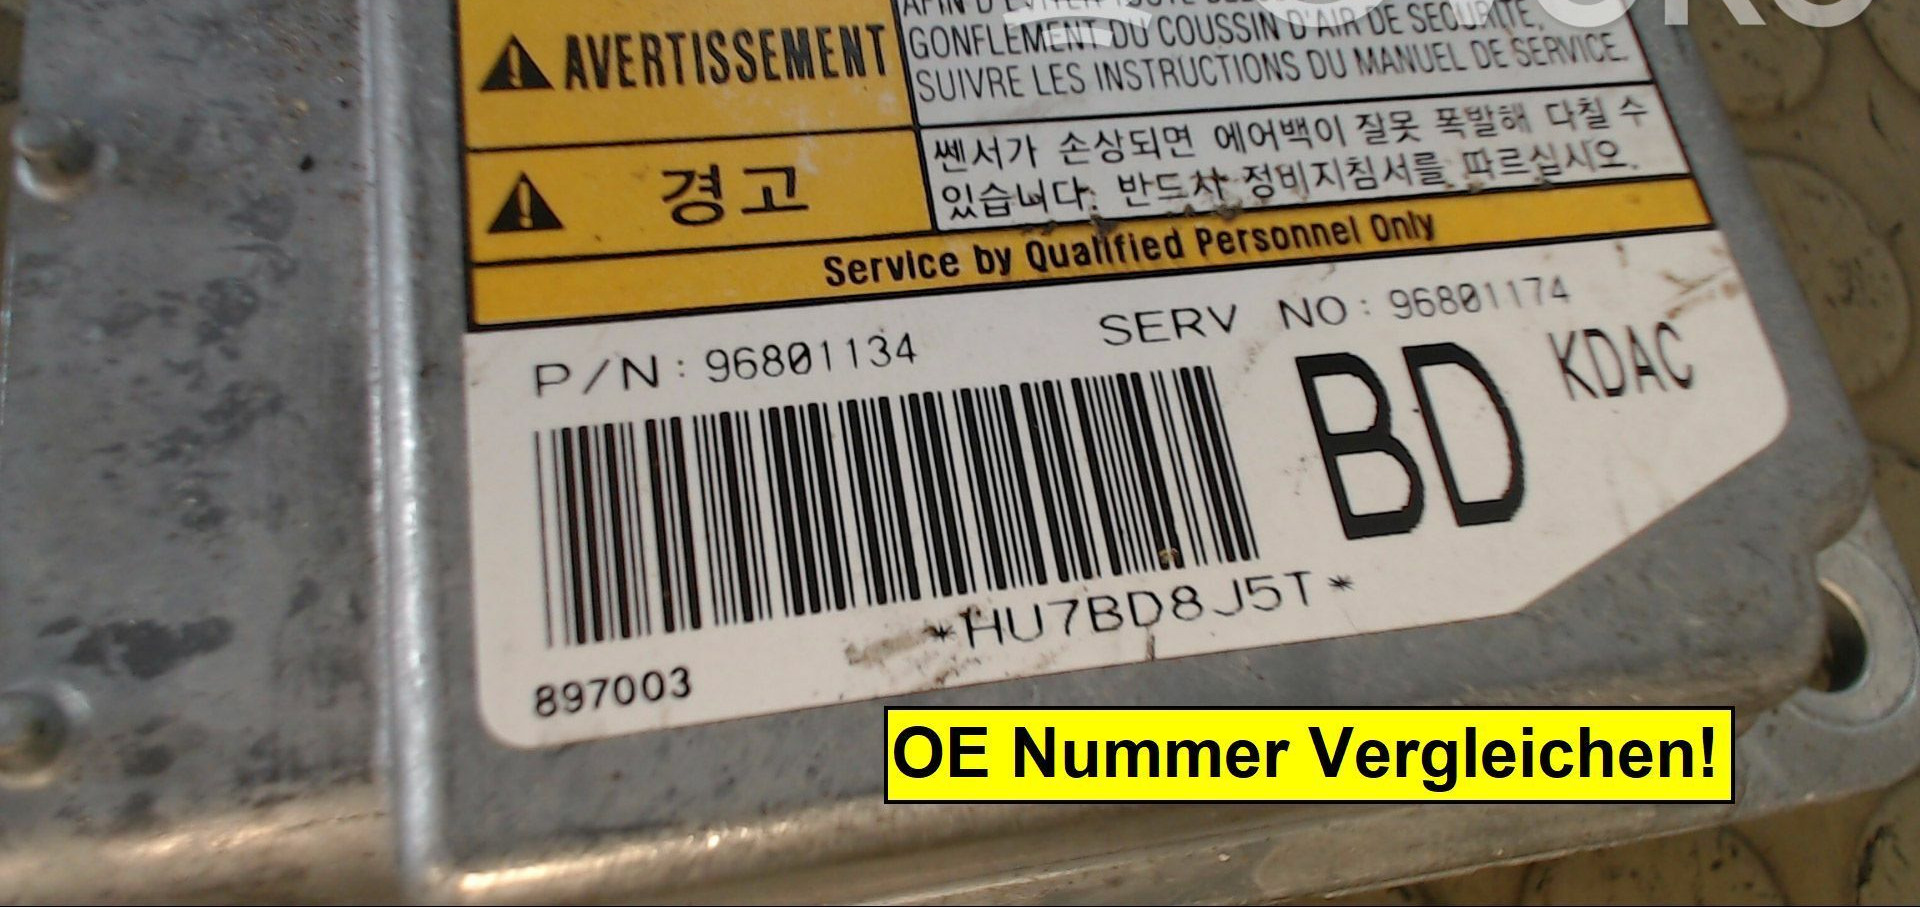 AVERTISSEMENT
GONFLEMENT DU COUSSIN D'AIR DE SECURITE,
SUIVRE LES INSTRUCTIONS DU MANUEL DE SERVICE.
경고
쎈서가 손상되면 에어백이 잘못 폭발해 다칠 수
있습니다. 반드시 정비지침서를 따르십시오.
Service by Qualified Personnel Only
P/N: 96801134
SERV NO: 96801174
BD
KDAC
*HU7BD8J5T*
897003
OE Nummer Vergleichen!